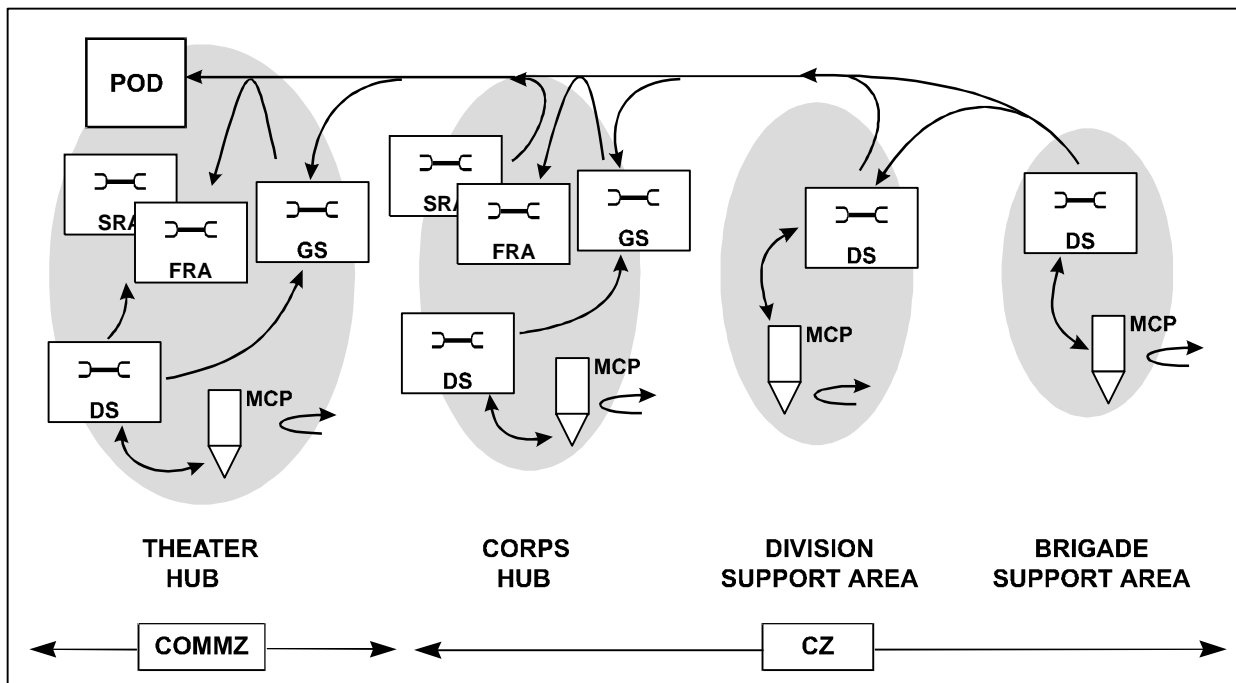 POD
SRA
FRA
GS
DS
MCP
SRA
FRA
GS
DS
MCP
DS
MCP
DS
MCP
THEATER
HUB
CORPS
HUB
DIVISION
SUPPORT AREA
BRIGADE
SUPPORT AREA
COMMZ
CZ